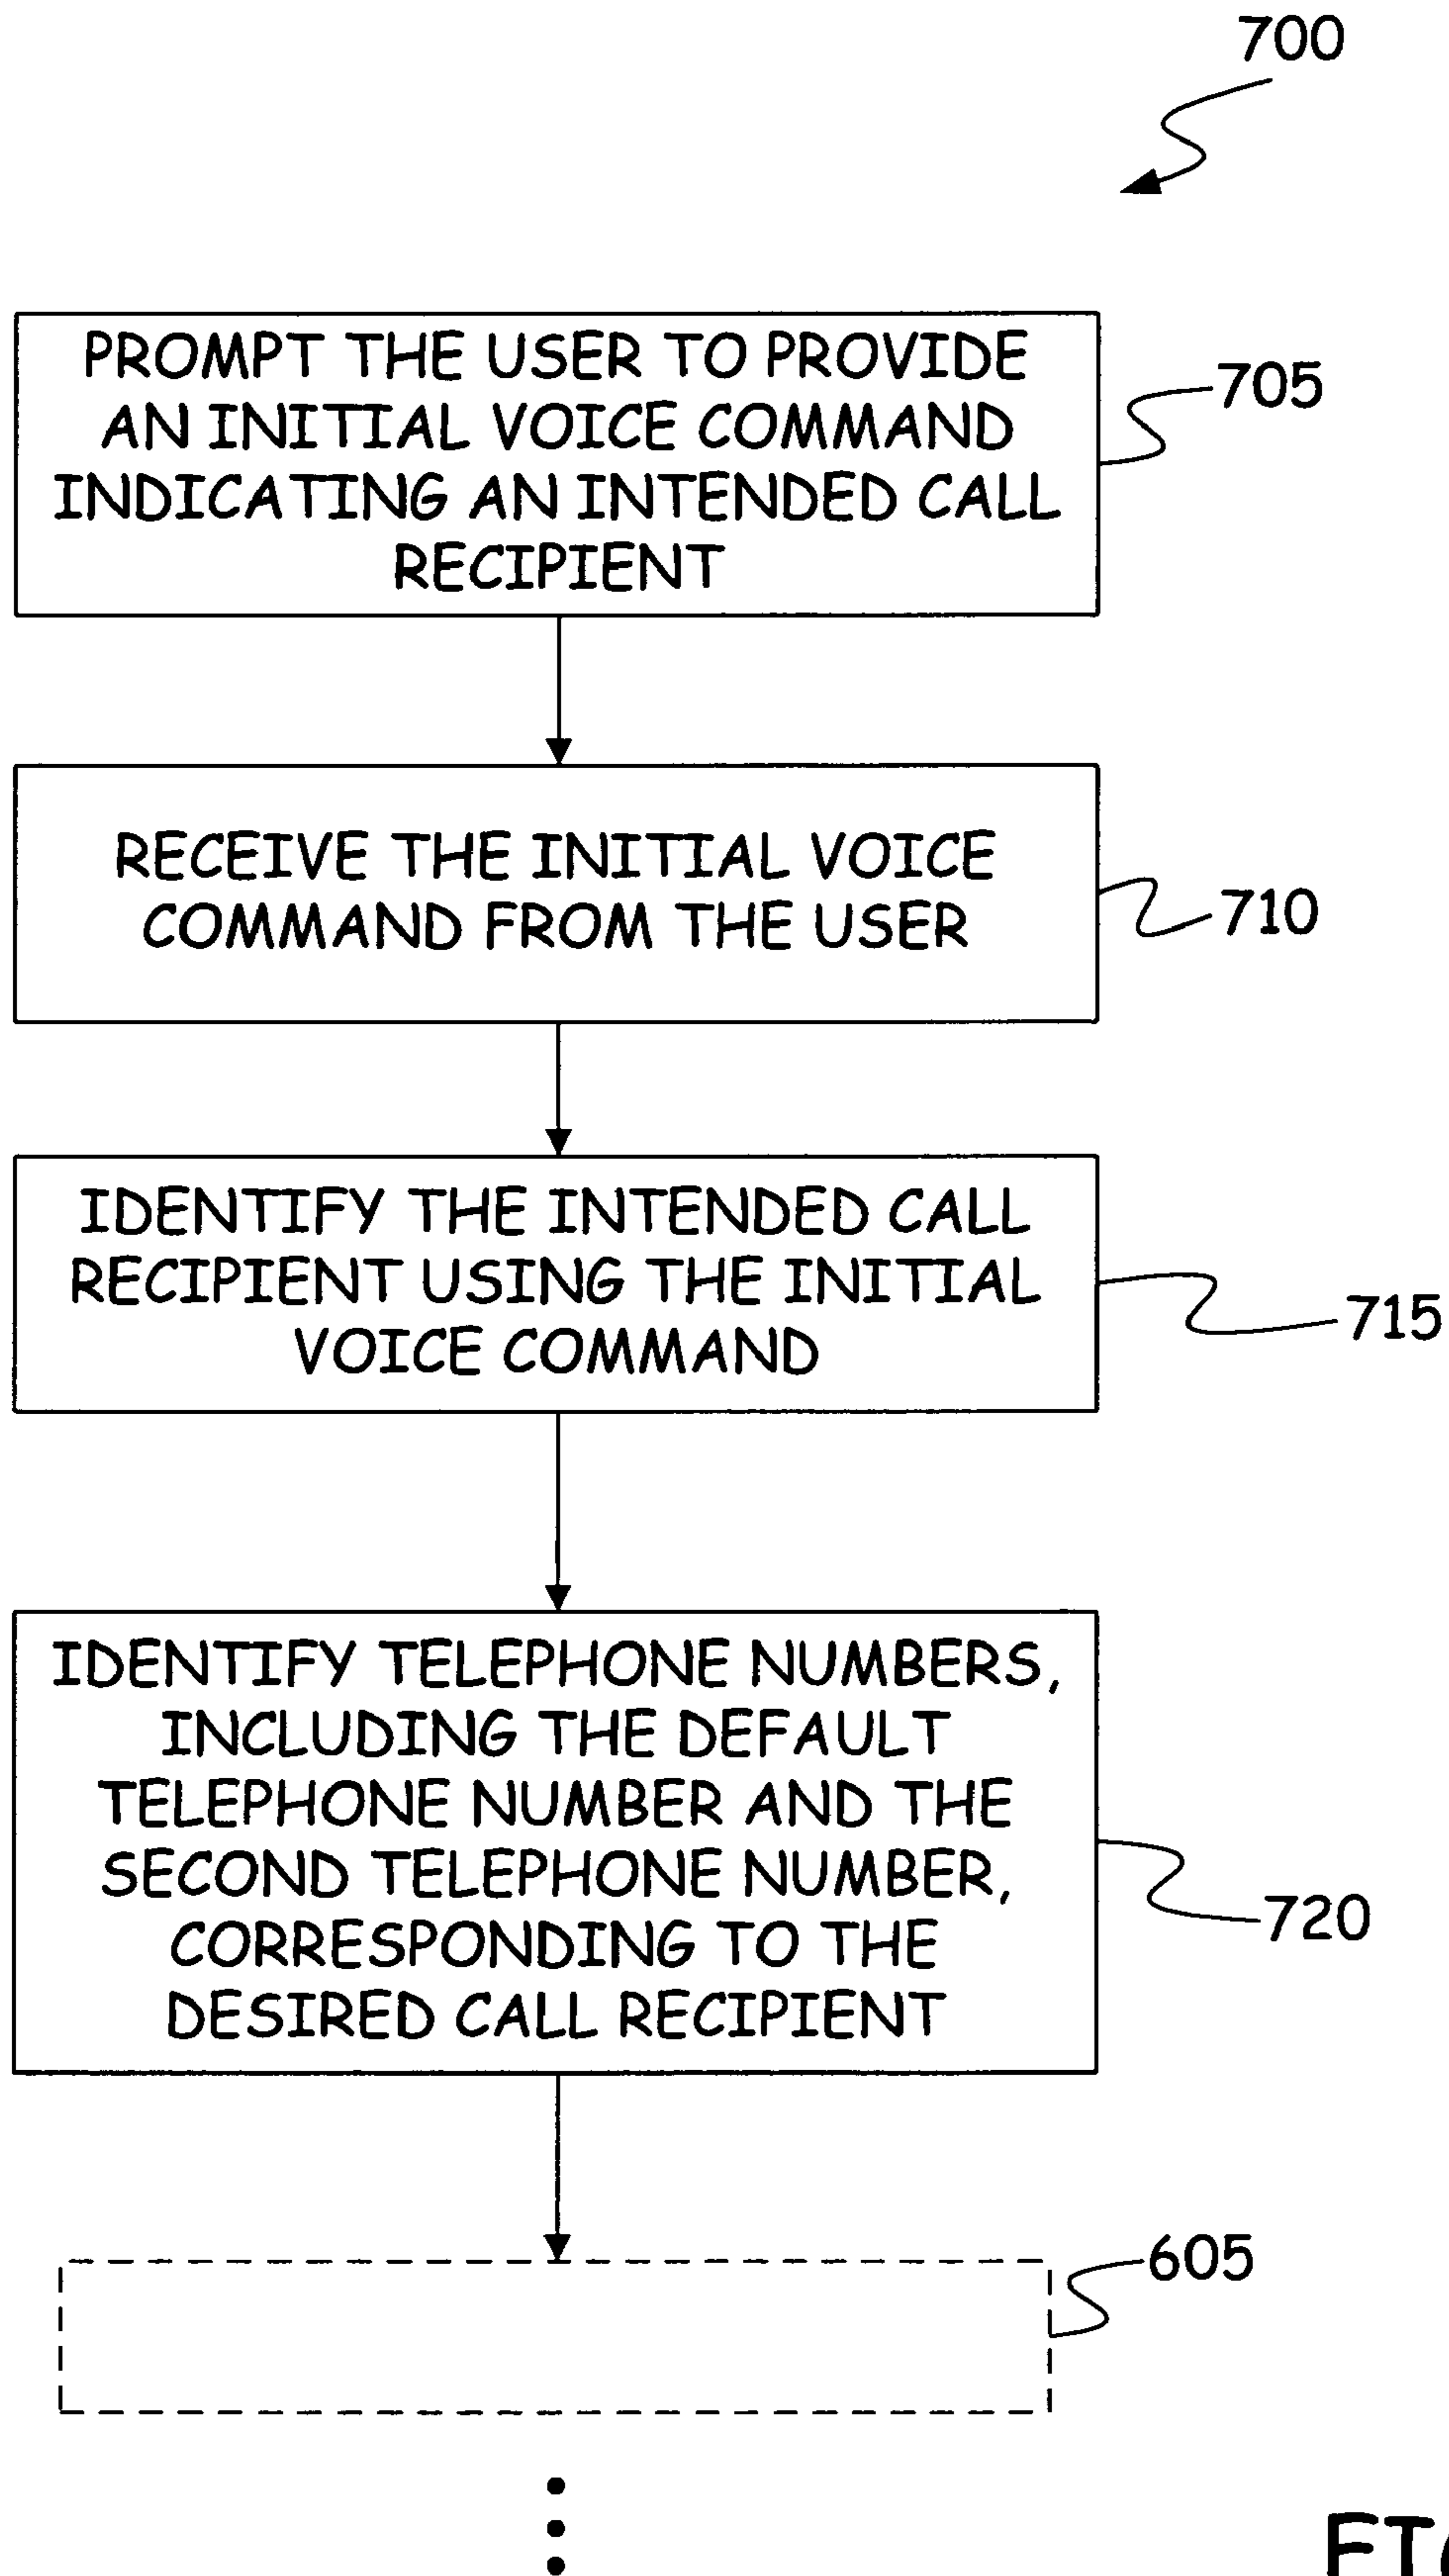 700
PROMPT THE USER TO PROVIDE
AN INITIAL VOICE COMMAND
INDICATING AN INTENDED CALL
RECIPIENT
705
RECEIVE THE INITIAL VOICE
COMMAND FROM THE USER
710
IDENTIFY THE INTENDED CALL
RECIPIENT USING THE INITIAL
VOICE COMMAND
715
IDENTIFY TELEPHONE NUMBERS,
INCLUDING THE DEFAULT
TELEPHONE NUMBER AND THE
SECOND TELEPHONE NUMBER,
CORRESPONDING TO THE
DESIRED CALL RECIPIENT
720
605